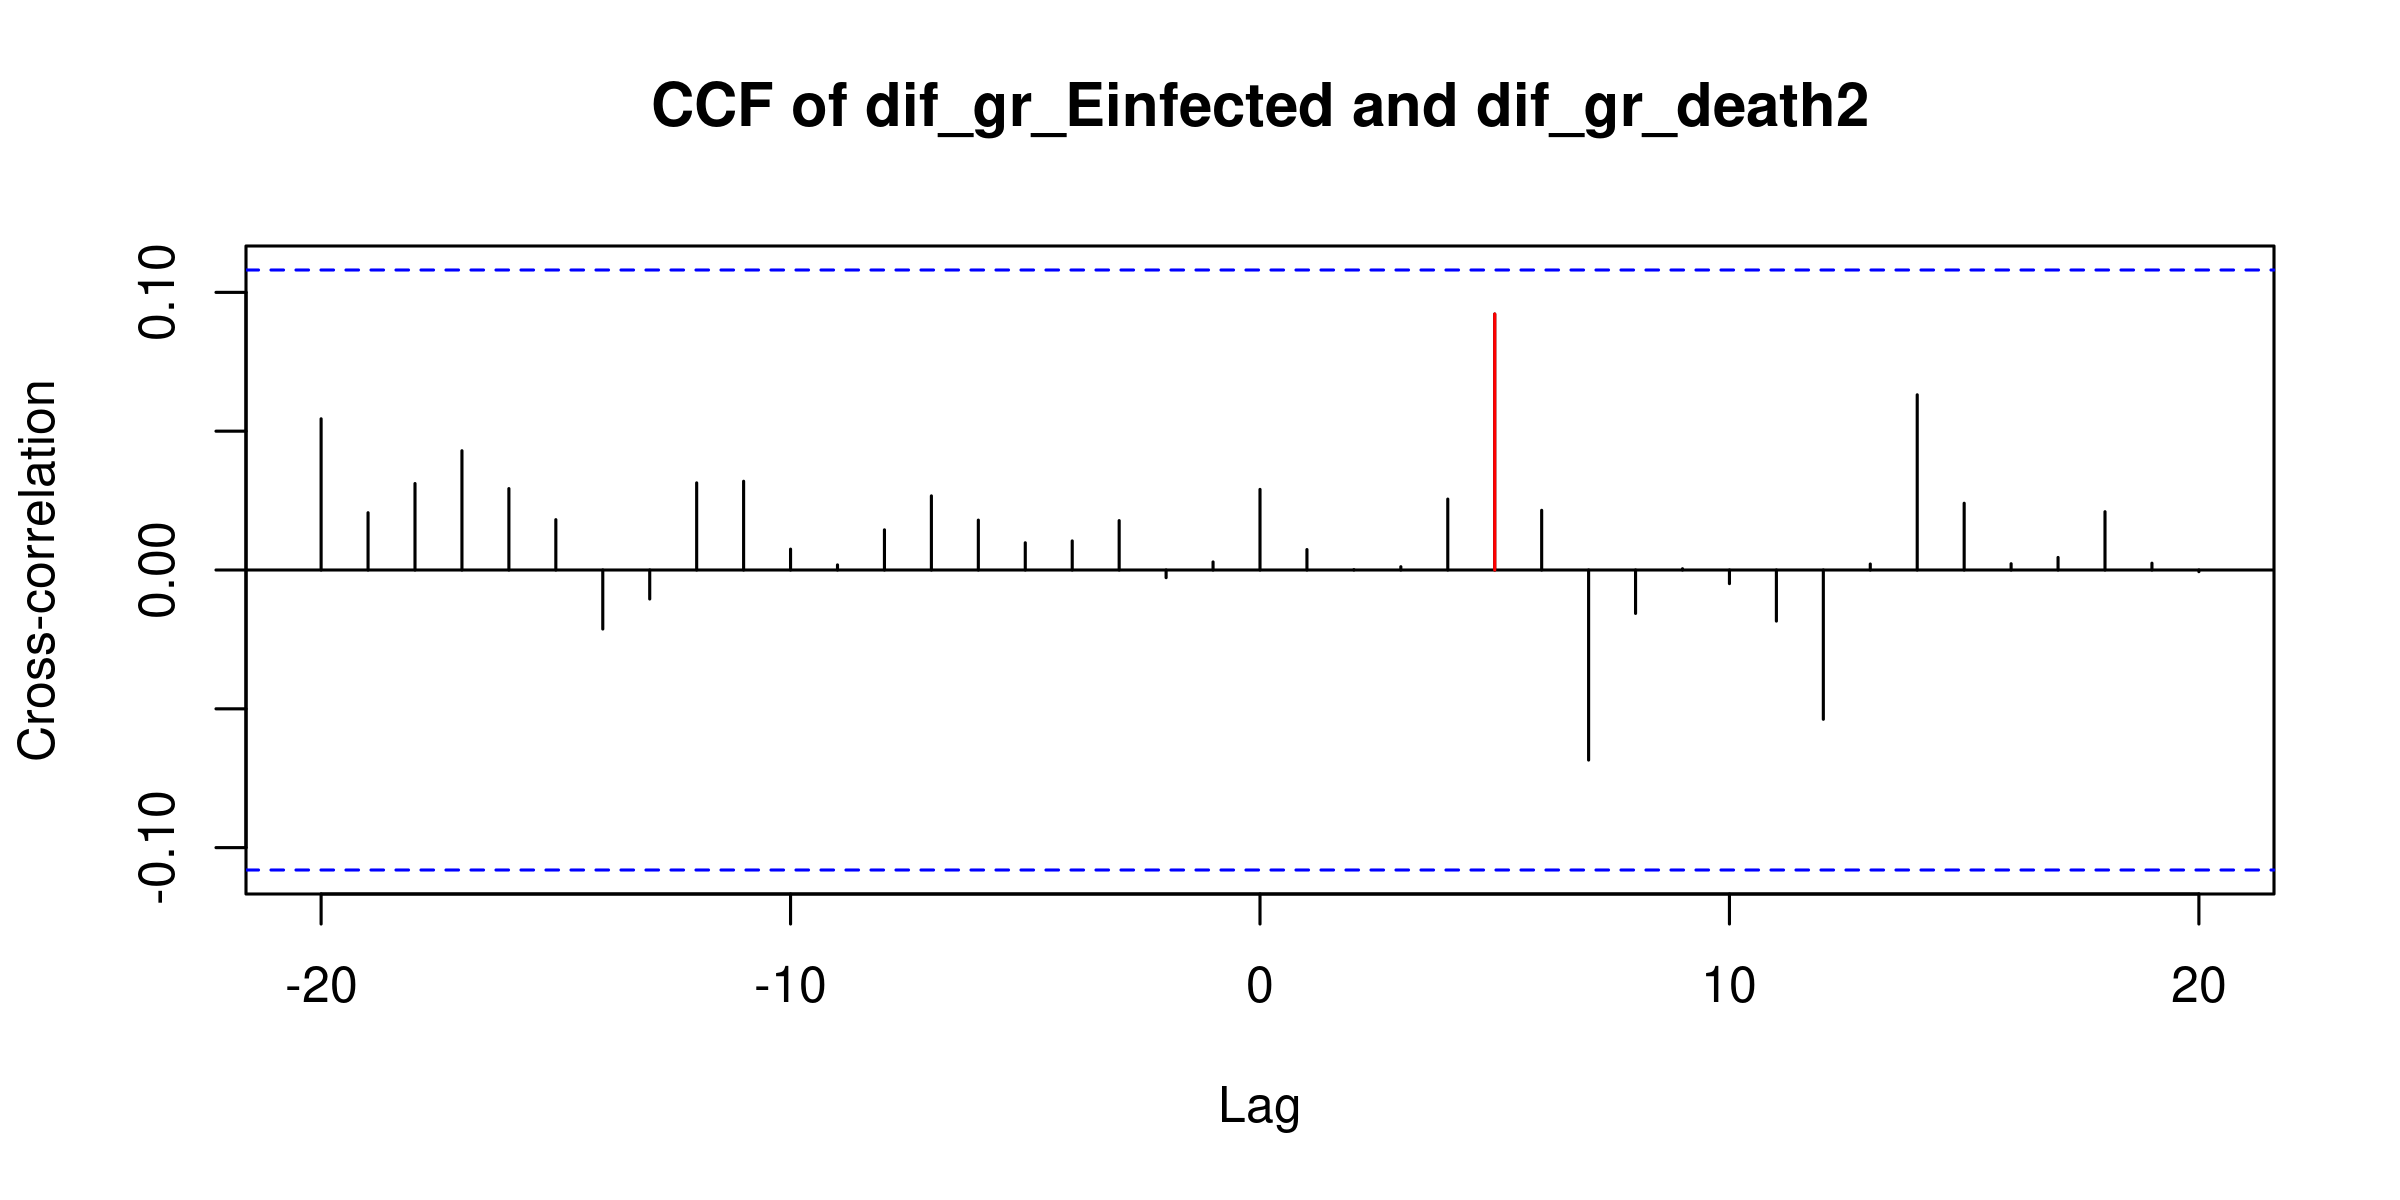 CCF of dif_gr_Einfected and dif_gr_death2
Cross-correlation
0.10
0.00
-0.10
-20 -10 0 10 20
Lag